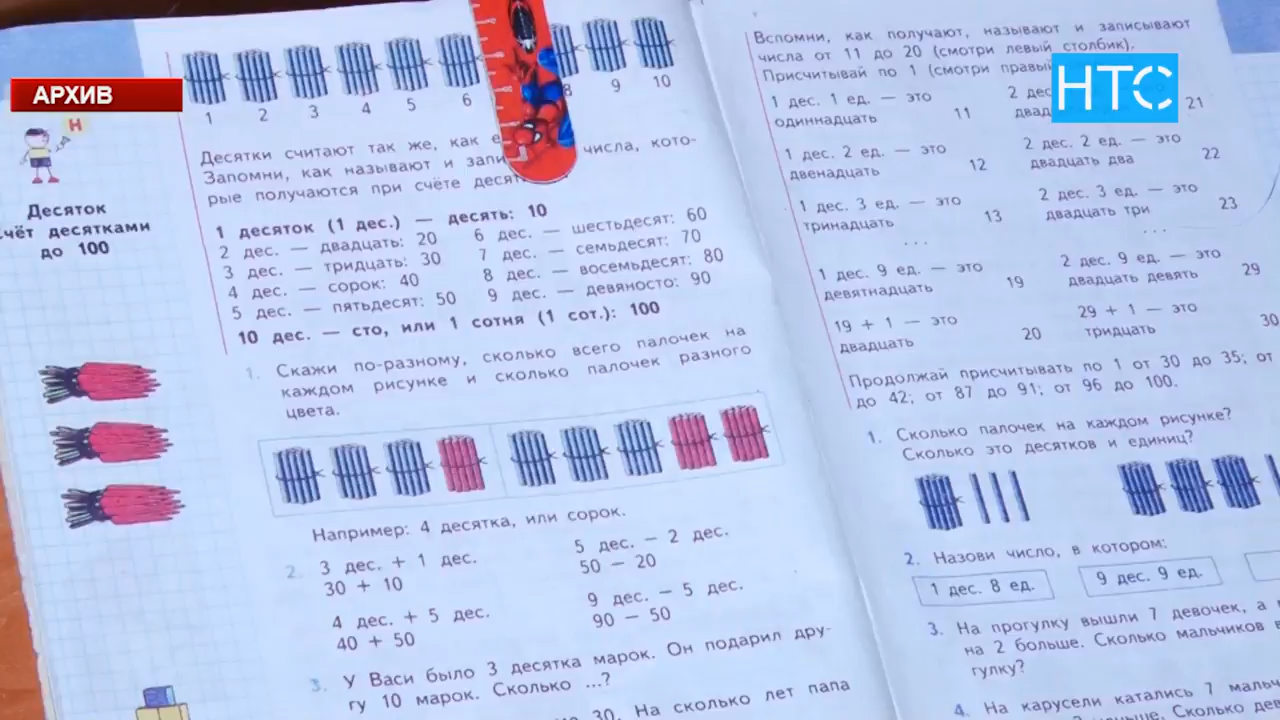 АРХИВ
НТС
Н
Десяток
чёт десятками
до 100
1 2 3 4 5 6 8 9 10
Десятки считают так же, как
Запомни, как называют и числа, кото-
рые получаются при счёте
1 десяток (1 дес.) — десять: 10
2 дес. — двадцать: 20
3 дес. — тридцать: 30
4 дес. — сорок: 40
5 дес. — пятьдесят: 50
6 дес. — шестьдесят: 60
7 дес. — семьдесят: 70
8 дес. — восемьдесят: 80
9 дес. — девяносто: 90
10 дес. — сто, или 1 сотня (1 сот.): 100
1. Скажи по-разному, сколько всего палочек на
каждом рисунке и сколько палочек разного
цвета.
Например: 4 десятка, или сорок.
2. 3 дес. + 1 дес.
30 + 10
4 дес. + 5 дес.
40 + 50
5 дес. — 2 дес.
50 — 20
9 дес. — 5 дес.
90 — 50
3. У Васи было 3 десятка марок. Он подарил дру-
гу 10 марок. Сколько ...?
30. На сколько лет папа
Вспомни, как получают, называют и записывают
числа от 11 до 20 (смотри левый столбик).
Присчитывай по 1 (смотри
1 дес. 1 ед. — это
одиннадцать 11
1 дес. 2 ед. — это
двенадцать 12
1 дес. 3 ед. — это
тринадцать 13
...
1 дес. 9 ед. — это
девятнадцать 19
19 + 1 — это
двадцать 20
2 дес
21
2 дес. 2 ед. — это
двадцать два 22
2 дес. 3 ед. — это
двадцать три 23
...
2 дес. 9 ед. — это
двадцать девять 29
29 + 1 — это
тридцать 30
Продолжай присчитывать по 1 от 30 до 35; от
до 42; от 87 до 91; от 96 до 100.
1. Сколько палочек на каждом рисунке?
Сколько это десятков и единиц?
2. Назови число, в котором:
1 дес. 8 ед. 9 дес. 9 ед.
3. На прогулку вышли 7 девочек, а
на 2 больше. Сколько мальчиков
гулку?
4. На карусели катались 7
Сколько